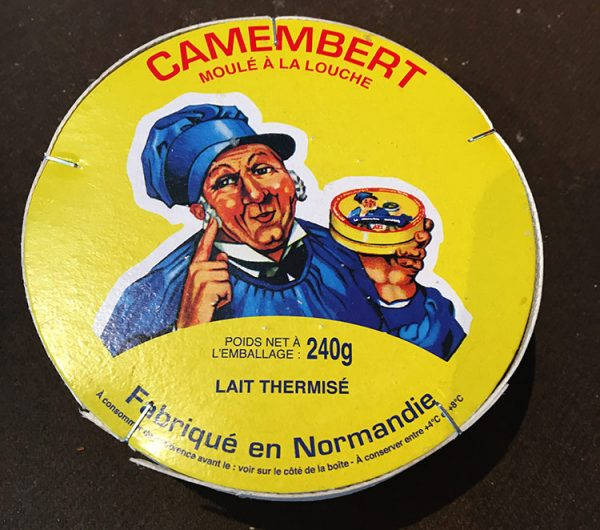 CAMEMBERT
MOULÉ À LA LOUCHE
POIDS NET À
L'EMBALLAGE : 240g
LAIT THERMISÉ
Fabriqué en Normandie
A consommer de avant le : voir sur le côté de la boîte - À conserver entre +4°C et +8°C